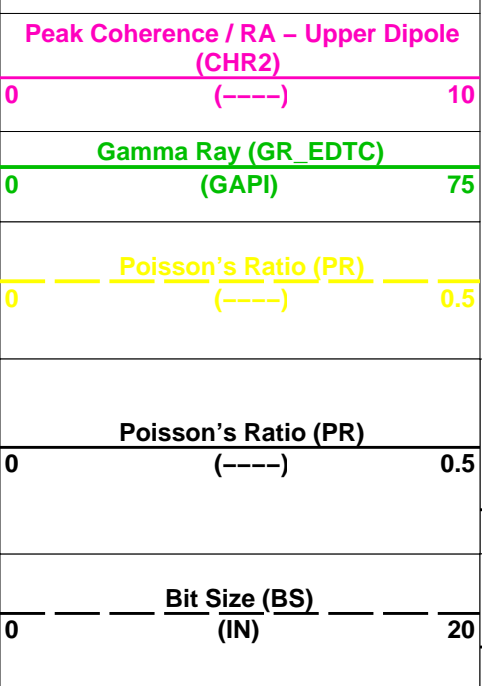 Peak Coherence / RA – Upper Dipole
(CHR2)
0 (––––) 10
Gamma Ray (GR_EDTC)
0 (GAPI) 75
Poisson’s Ratio (PR)
0 (––––) 0.5
Poisson’s Ratio (PR)
0 (––––) 0.5
Bit Size (BS)
0 (IN) 20